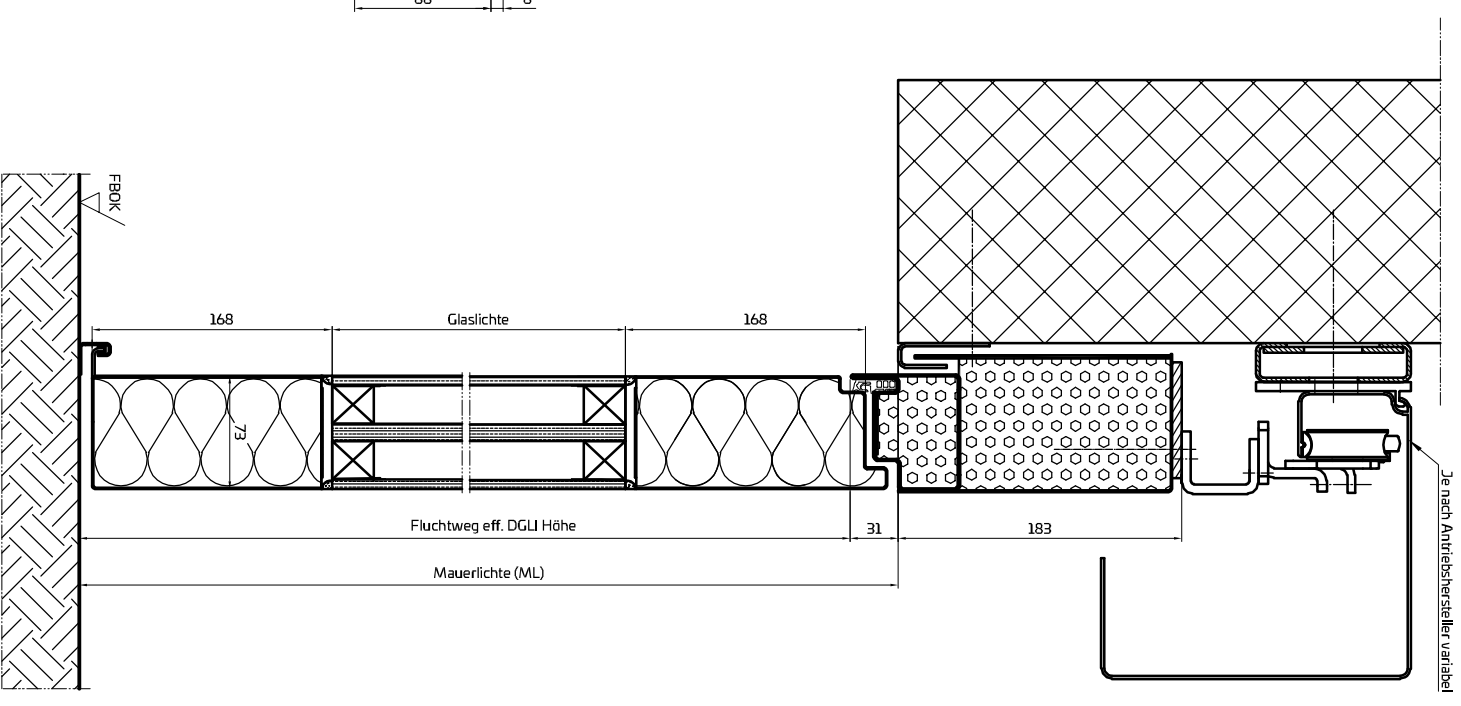 FBOK
168
Glaslichte
168
73
Fluchtweg eff. DGLI Höhe
31
183
Mauerlichte (ML)
Je nach Antriebshersteller variabel